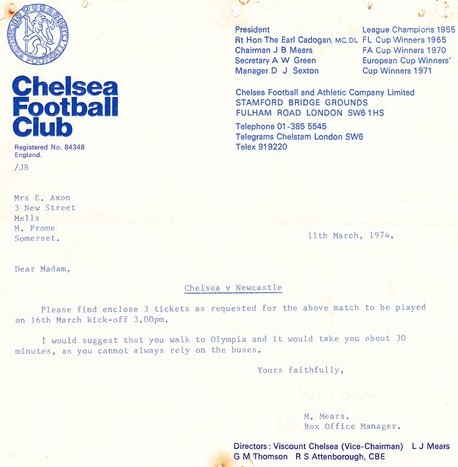 CHELSEA FOOTBALL
President
Rt Hon The Earl Cadogan, MC.DL
Chairman J B Mears
Secretary A W Green
Manager D J Sexton
League Champions 1955
FL Cup Winners 1965
FA Cup Winners 1970
European Cup Winners'
Cup Winners 1971
Chelsea
Football
Club
Registered No. 84348
England.
Chelsea Football and Athletic Company Limited
STAMFORD BRIDGE GROUNDS
FULHAM ROAD LONDON SW6 1HS
Telephone 01-385 5545
Telegrams Chelstam London SW6
Telex 919220
/JB
Mrs E. Axon
3 New Street
Mells
M. Frome
Somerset.
11th March, 1974.
Dear Madam,
Chelsea v Newcastle
Please find enclose 3 tickets as requested for the above match to be played
on 16th March kick-off 3.00pm.
I would suggest that you walk to Olympia and it would take you about 30
minutes, as you cannot always rely on the buses.
Yours faithfully,
M. Mears.
Box Office Manager.
Directors: Viscount Chelsea (Vice-Chairman) L J Mears
G M Thomson R S Attenborough, CBE